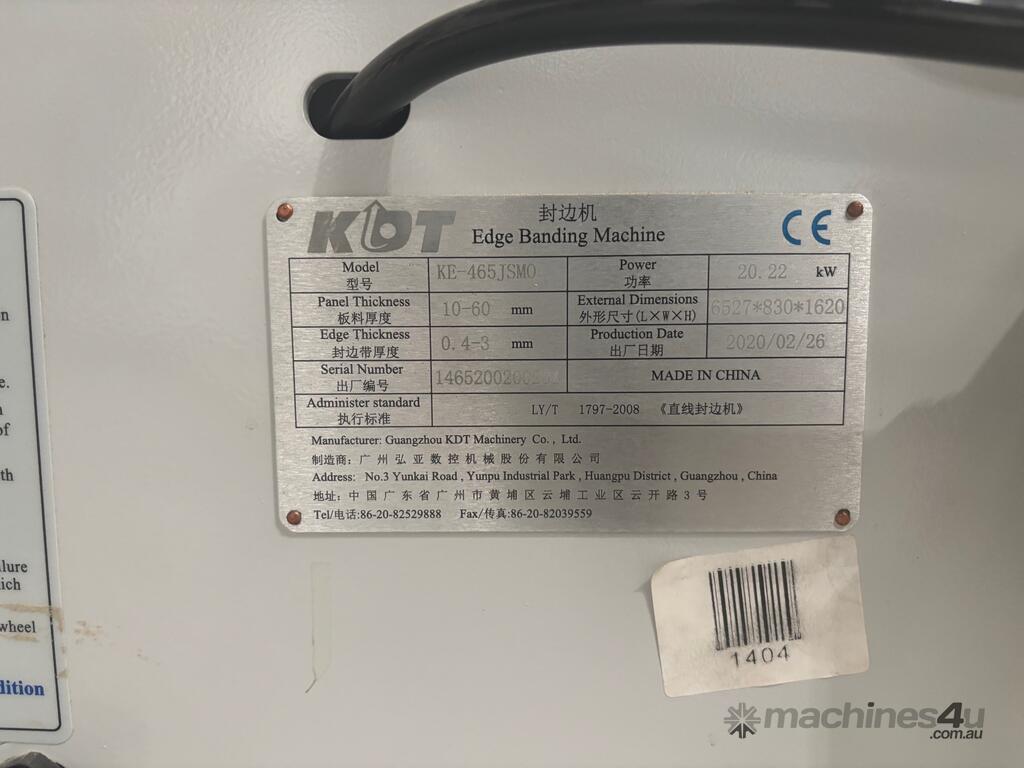 KDT
封边机
Edge Banding Machine
CE
Model
型号
KE-465JSMO
Power
功率
20.22 kW
Panel Thickness
板料厚度
10-60 mm
External Dimensions
外形尺寸(L×W×H)
6527*830*1620
Edge Thickness
封边带厚度
0.4-3 mm
Production Date
出厂日期
2020/02/26
Serial Number
出厂编号
MADE IN CHINA
Administer standard
执行标准
LY/T 1797-2008 《直线封边机》
Manufacturer: Guangzhou KDT Machinery Co., Ltd.
制造商：广州弘亚数控机械股份有限公司
Address: No.3 Yunkai Road, Yunpu Industrial Park, Huangpu District, Guangzhou, China
地址：中国广东省广州市黄埔区云埔工业区云开路3号
Tel/电话:86-20-82529888 Fax/传真:86-20-82039559
of
wheel
1404
machines4u
.com.au